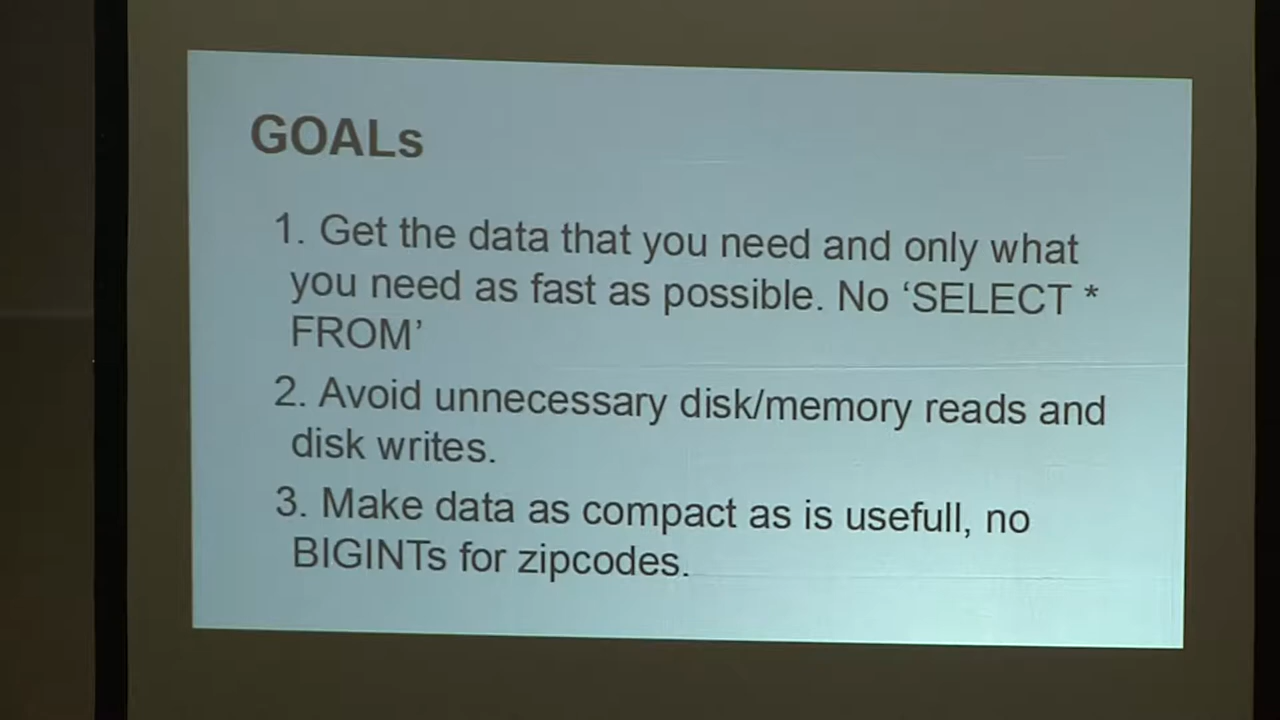 GOALs
1. Get the data that you need and only what
you need as fast as possible. No ‘SELECT *
FROM’
2. Avoid unnecessary disk/memory reads and
disk writes.
3. Make data as compact as is usefull, no
BIGINTs for zipcodes.